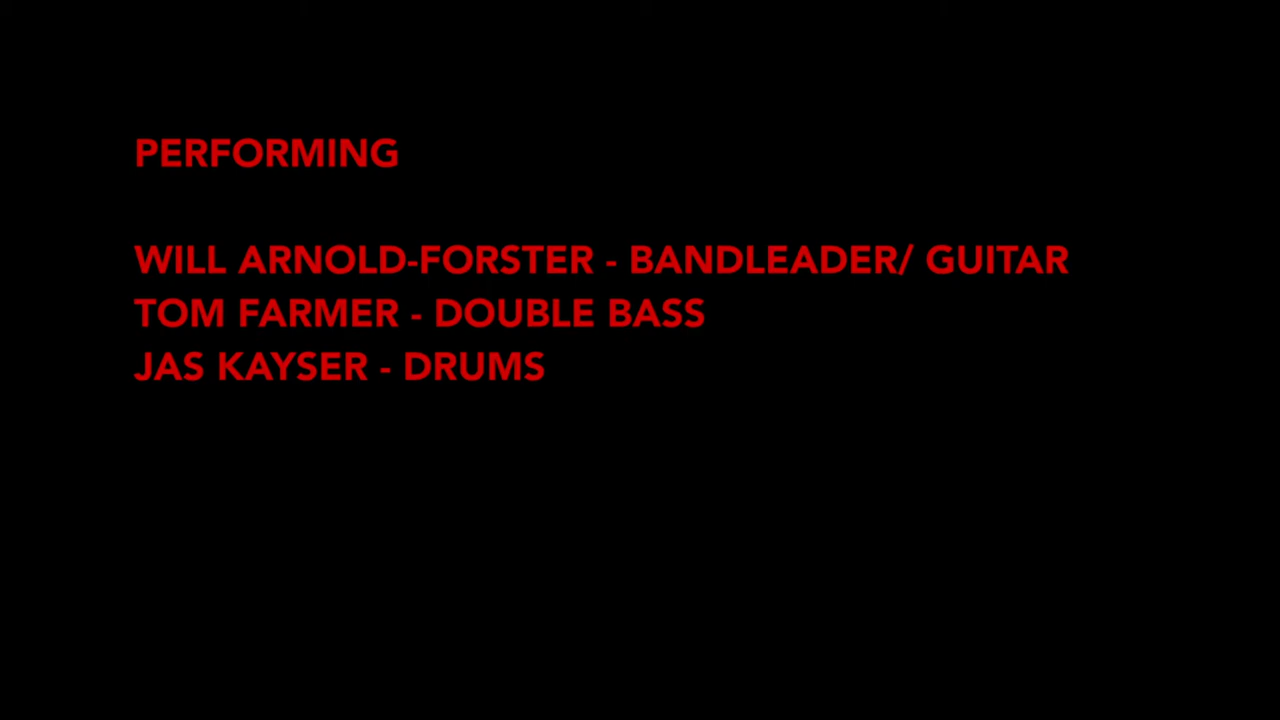 PERFORMING
WILL ARNOLD-FORSTER - BANDLEADER/ GUITAR
TOM FARMER - DOUBLE BASS
JAS KAYSER - DRUMS